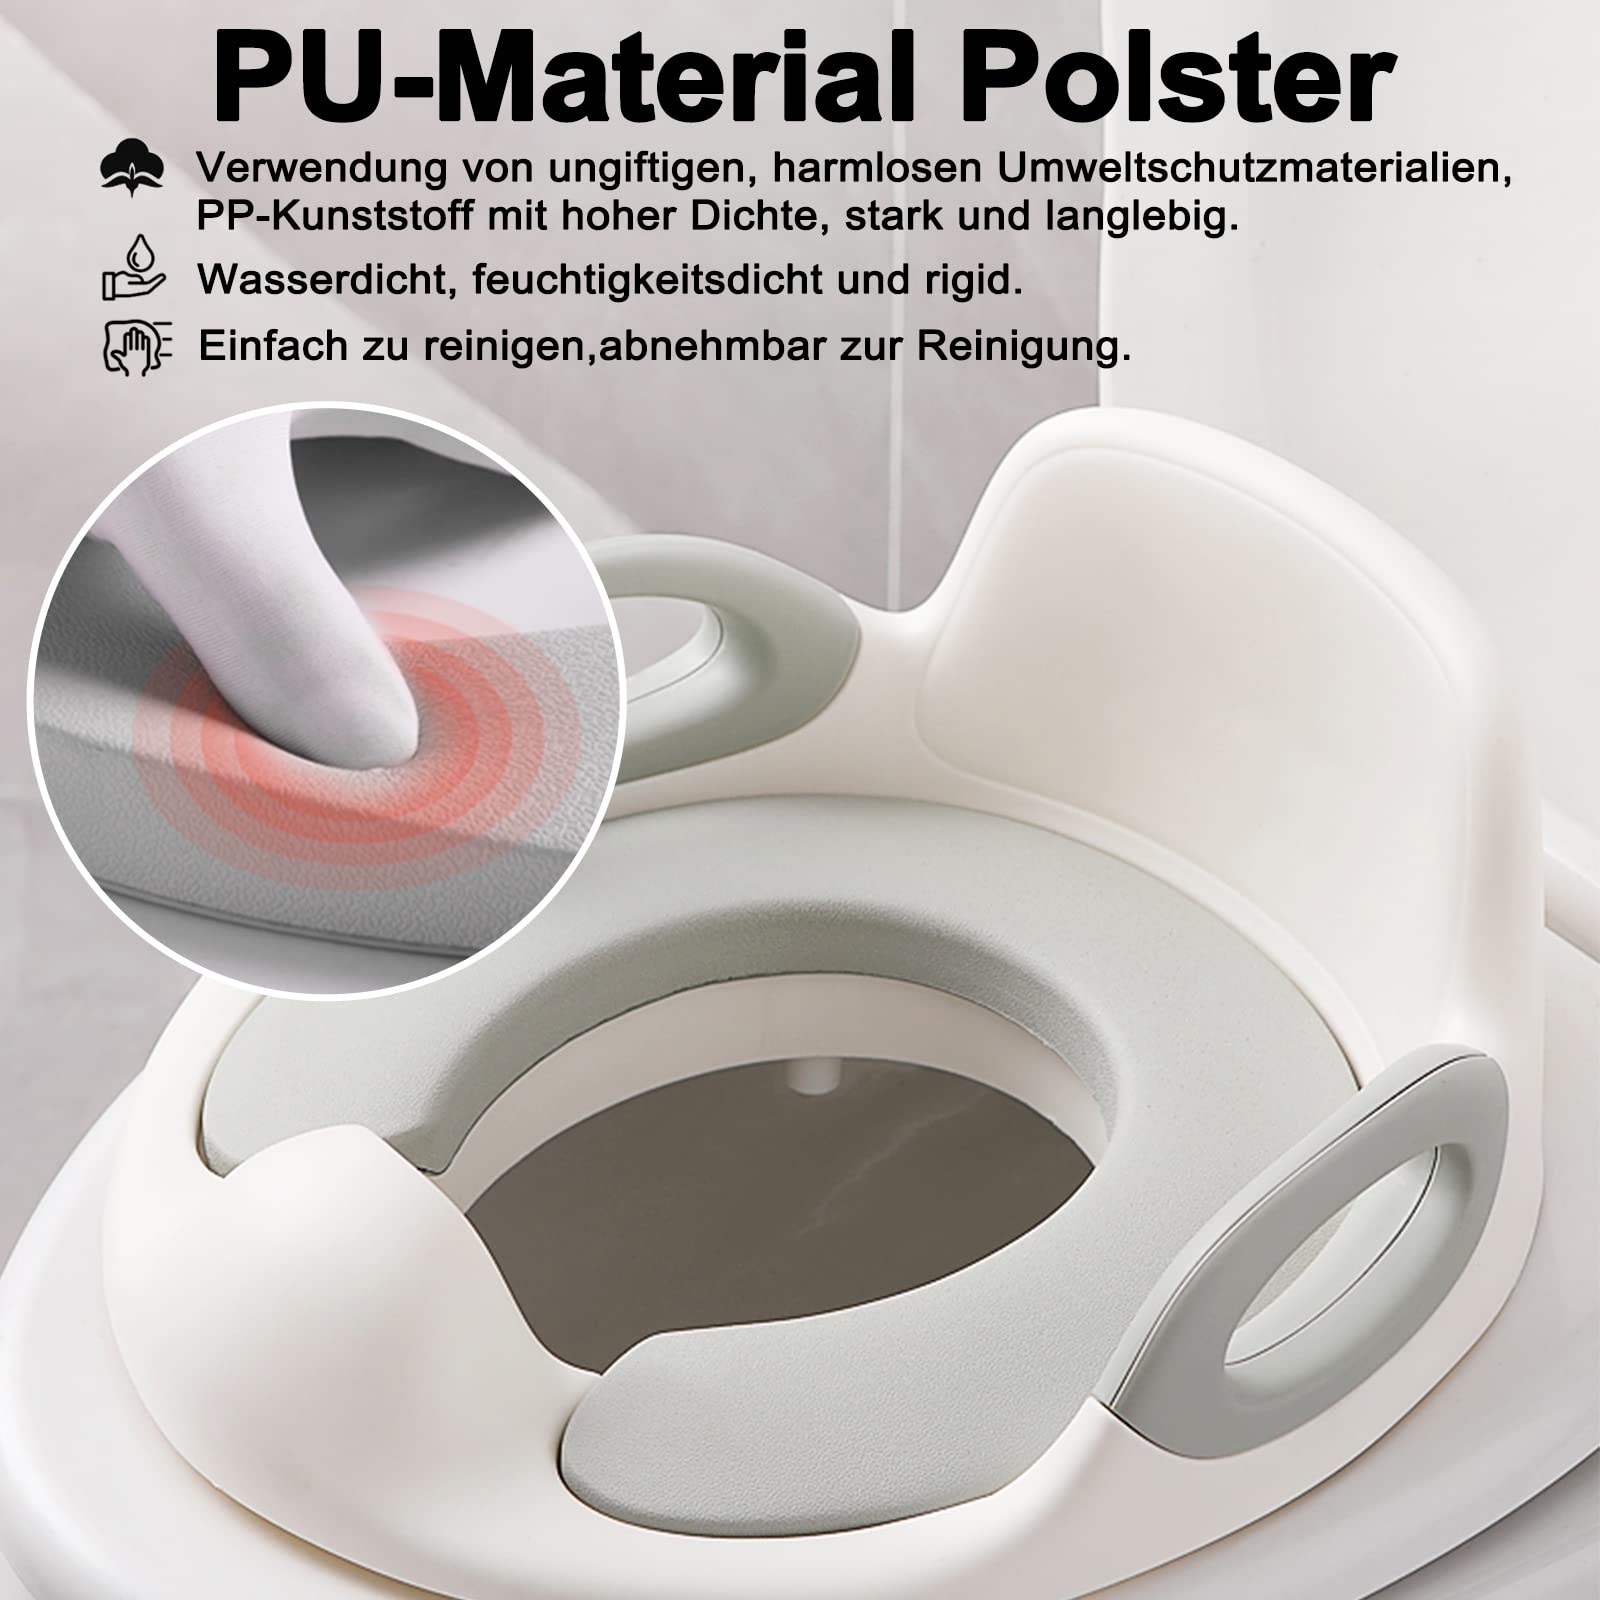 PU-Material Polster
Verwendung von ungiftigen, harmlosen Umweltschutzmaterialien,
PP-Kunststoff mit hoher Dichte, stark und langlebig.
Wasserdicht, feuchtigkeitsdicht und rigid.
Einfach zu reinigen,abnehmbar zur Reinigung.